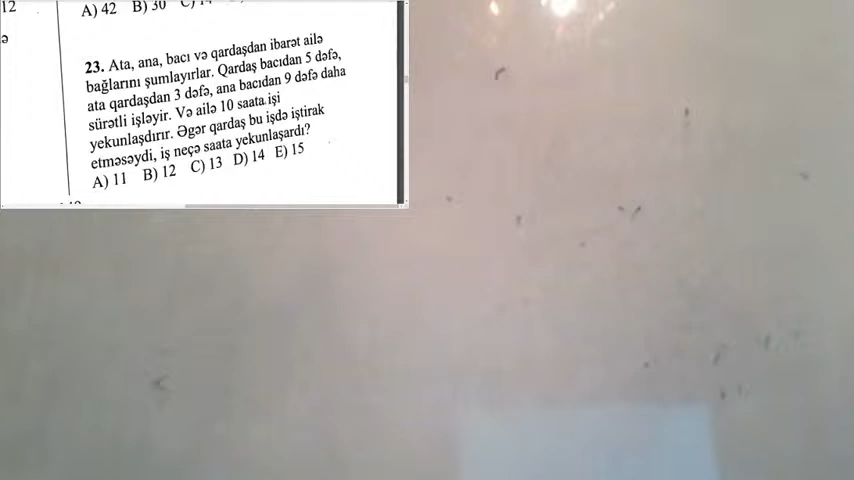 12
A) 42 B) 30
ə
23. Ata, ana, bacı və qardaşdan ibarət ailə
bağlarını şumlayırlar. Qardaş bacıdan 5 dəfə,
ata qardaşdan 3 dəfə, ana bacıdan 9 dəfə daha
sürətli işləyir. Və ailə 10 saata işi
yekunlaşdırır. Əgər qardaş bu işdə iştirak
etməsəydi, iş neçə saata yekunlaşardı?
A) 11 B) 12 C) 13 D) 14 E) 15